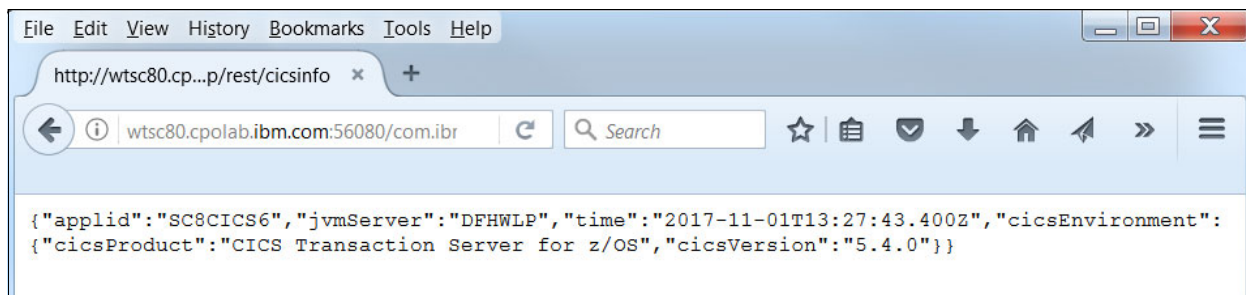 File Edit View History Bookmarks Tools Help
http://wtsc80.cp...p/rest/cicsinfo × +
wtsc80.cpolab.ibm.com:56080/com.ibr Search
{"applid":"SC8CICS6","jvmServer":"DFHWLP","time":"2017-11-01T13:27:43.400Z","cicsEnvironment":
{"cicsProduct":"CICS Transaction Server for z/OS","cicsVersion":"5.4.0"}}